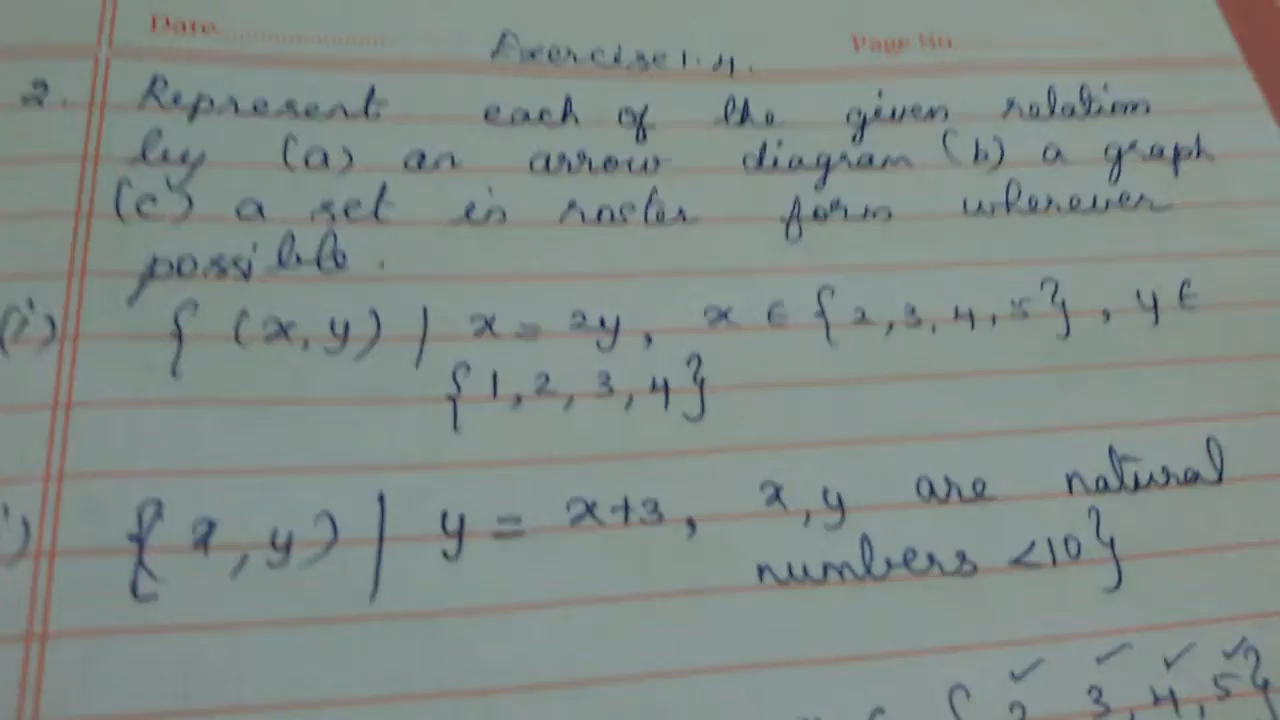 Date
Page No.
Exercise 1.4.
2. Represent each of the given relation
by (a) an arrow diagram (b) a graph
(c) a set in roster form wherever
possible.
(i) { (x, y) | x = 2y, x ∈ {2, 3, 4, 5}, y ∈
{1, 2, 3, 4}
) { x, y) | y = x+3, x, y are natural
numbers <10}
{ 2, 3, 4, 5}